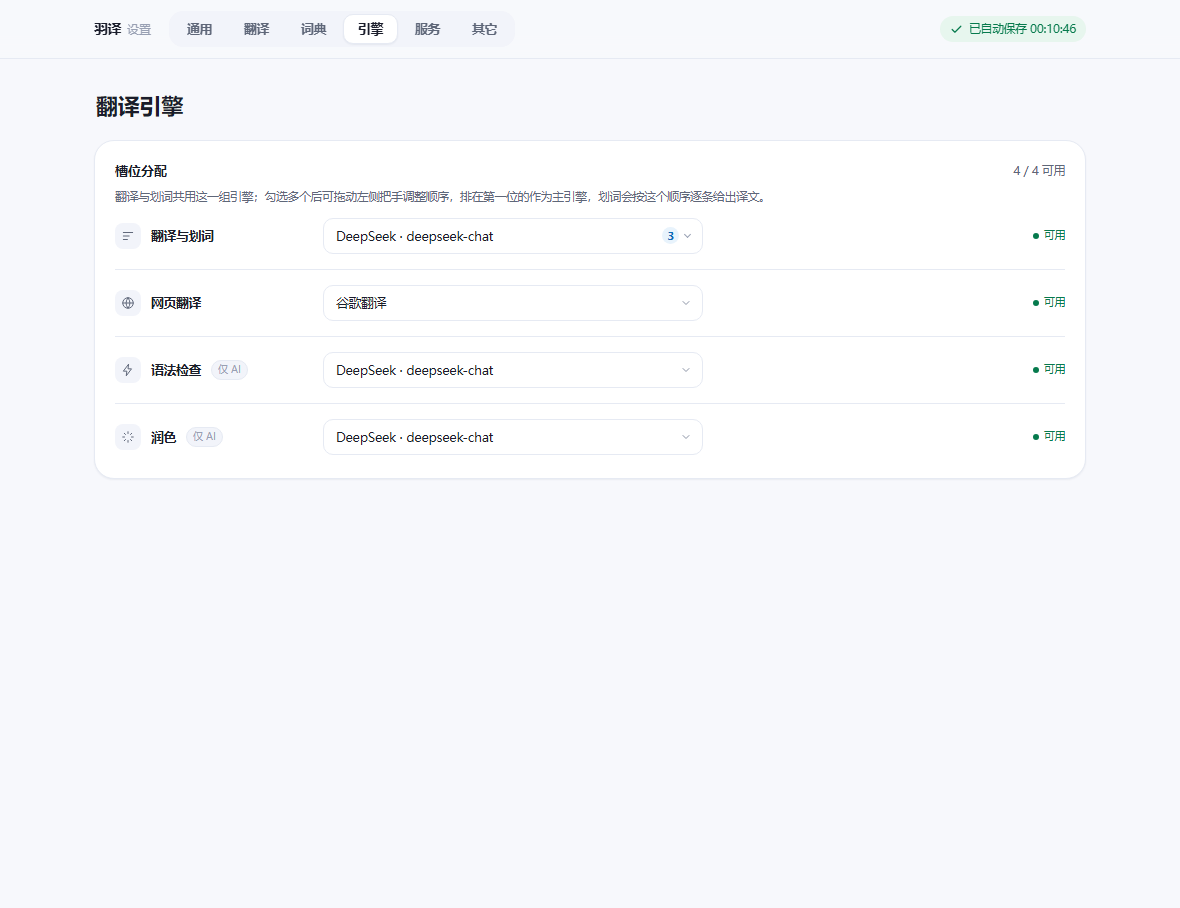 羽译 设置 通用 翻译 词典 引擎 服务 其它 已自动保存 00:10:46
翻译引擎
槽位分配 4 / 4 可用
翻译与划词共用这一组引擎；勾选多个后可拖动左侧把手调整顺序，排在第一位的作为主引擎，划词会按这个顺序逐条给出译文。
翻译与划词 DeepSeek · deepseek-chat 3 可用
网页翻译 谷歌翻译 可用
语法检查 仅 AI DeepSeek · deepseek-chat 可用
润色 仅 AI DeepSeek · deepseek-chat 可用